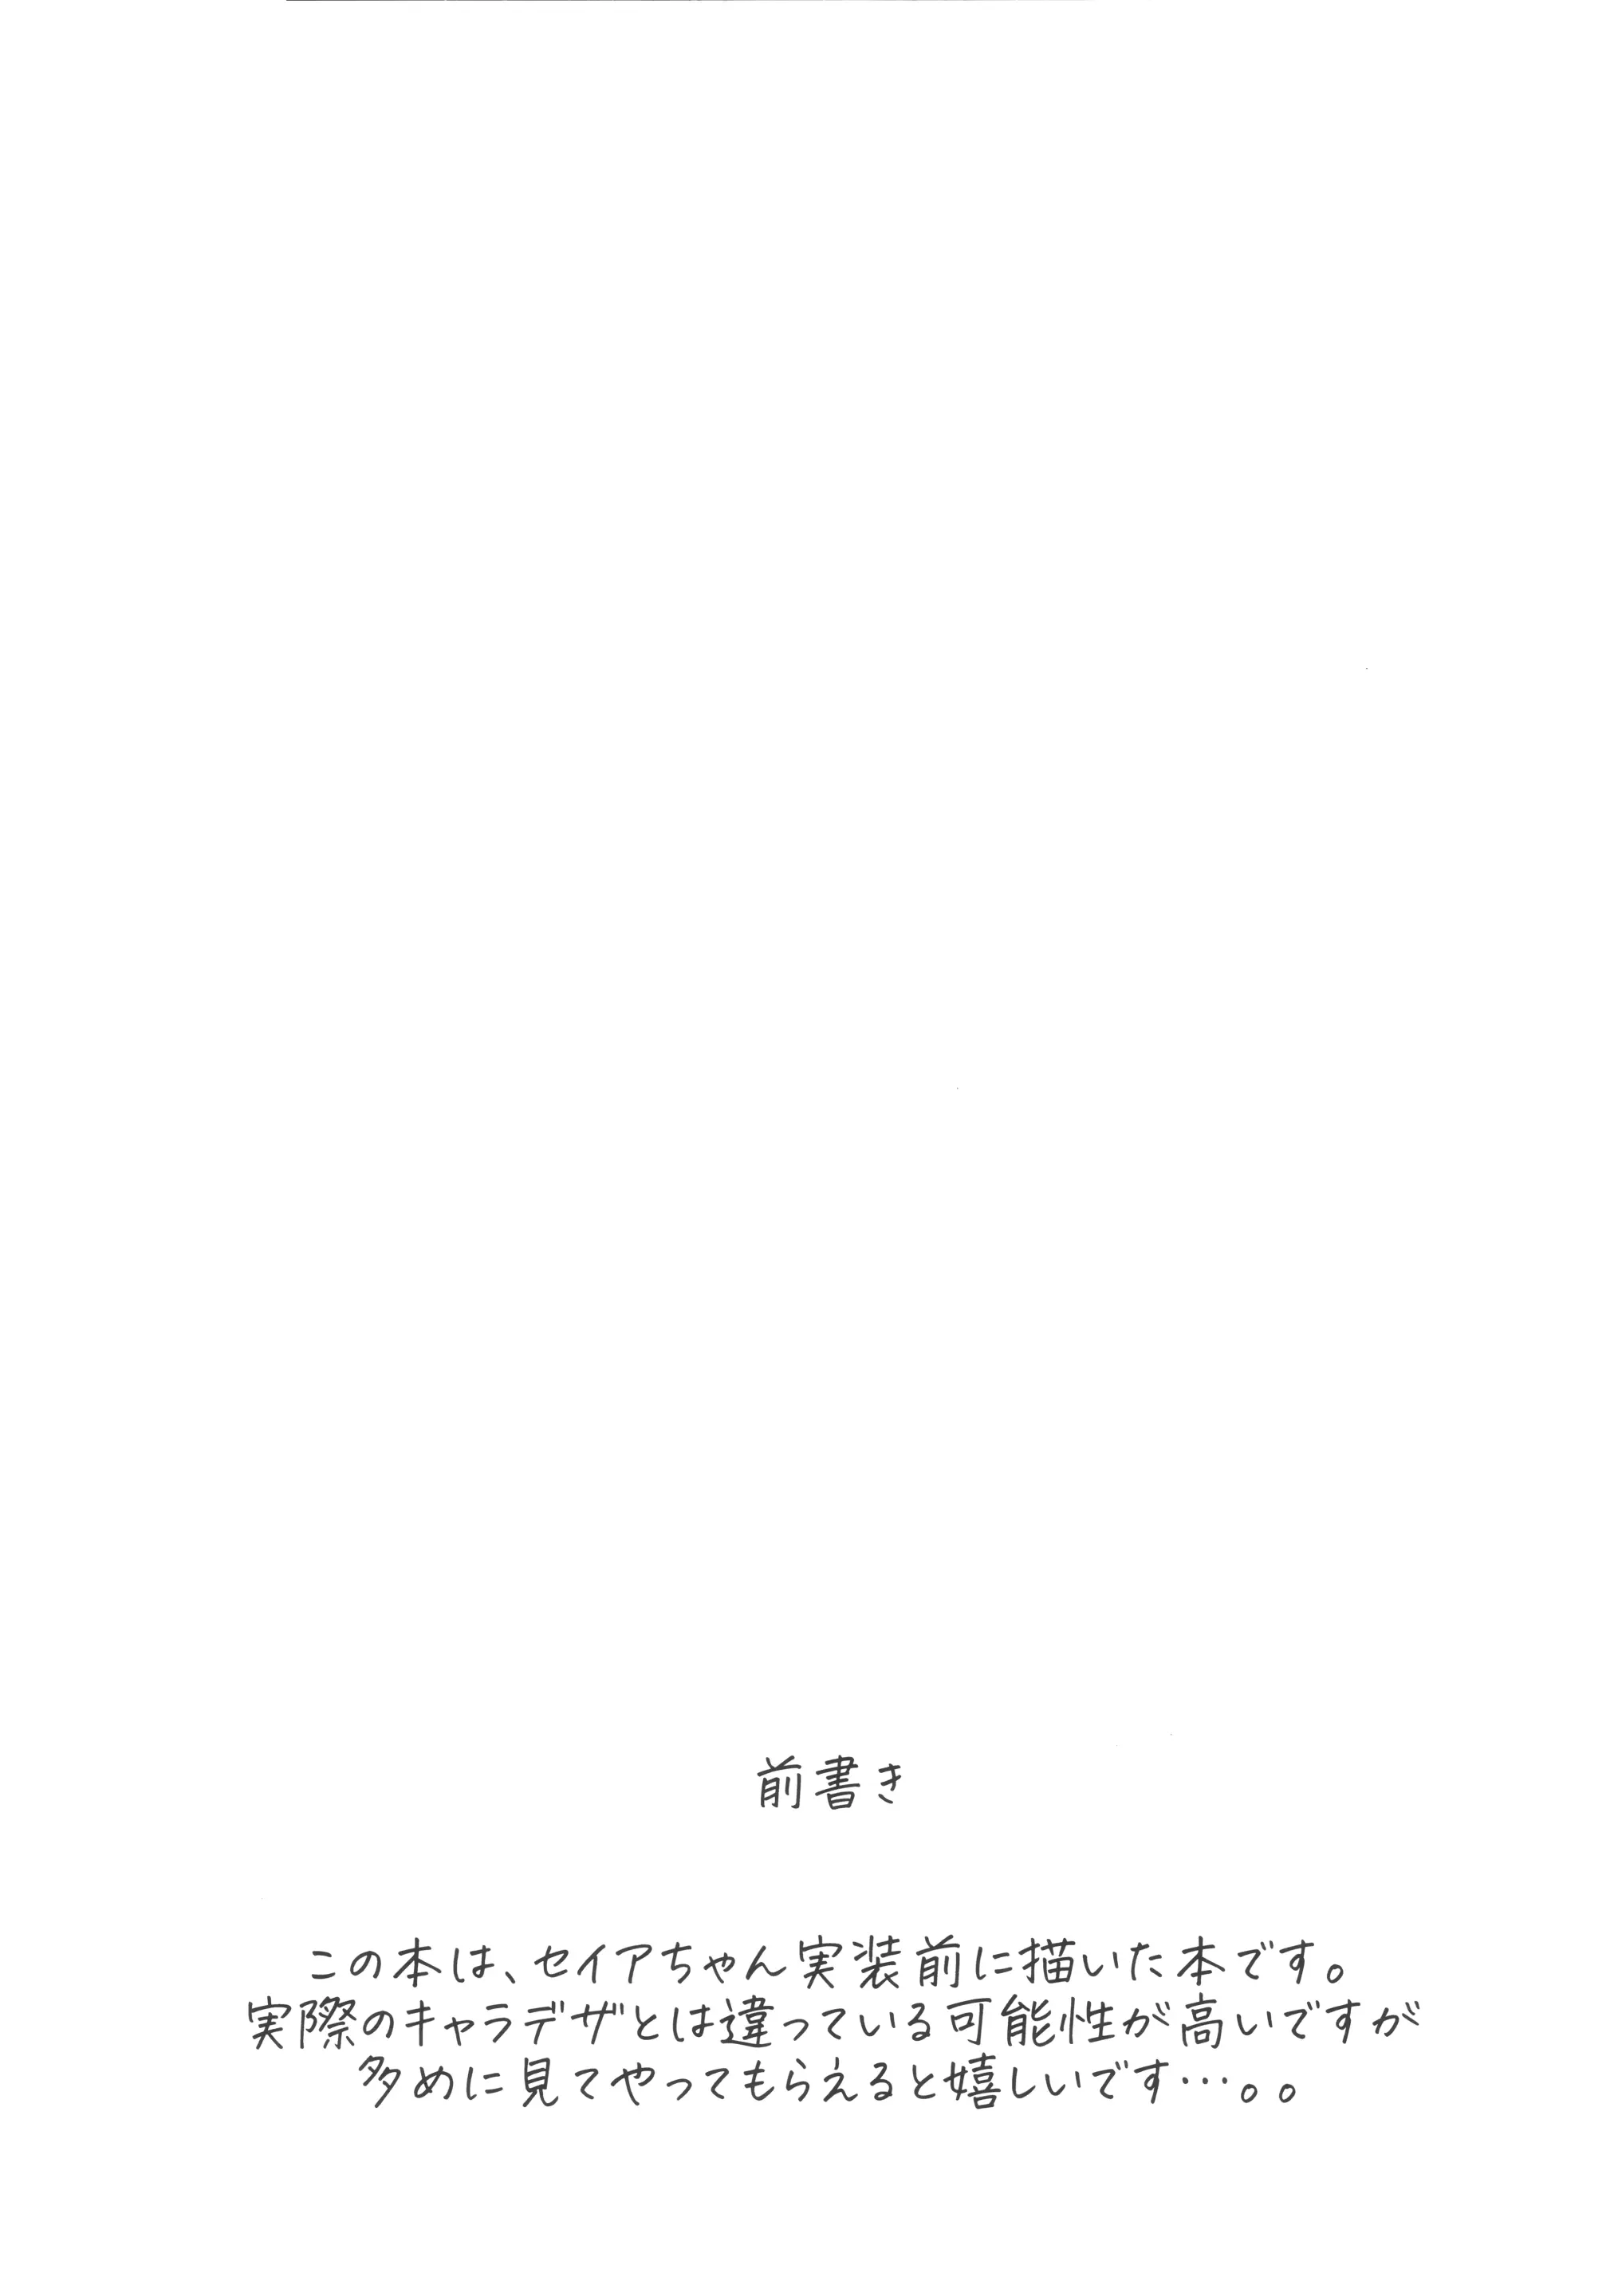 前書き
この本は、セイアちゃん実装前に描いた本です。
実際のキャラデザとは違っている可能性が高いですが
多めに見てやってもらえると嬉しいです…。。